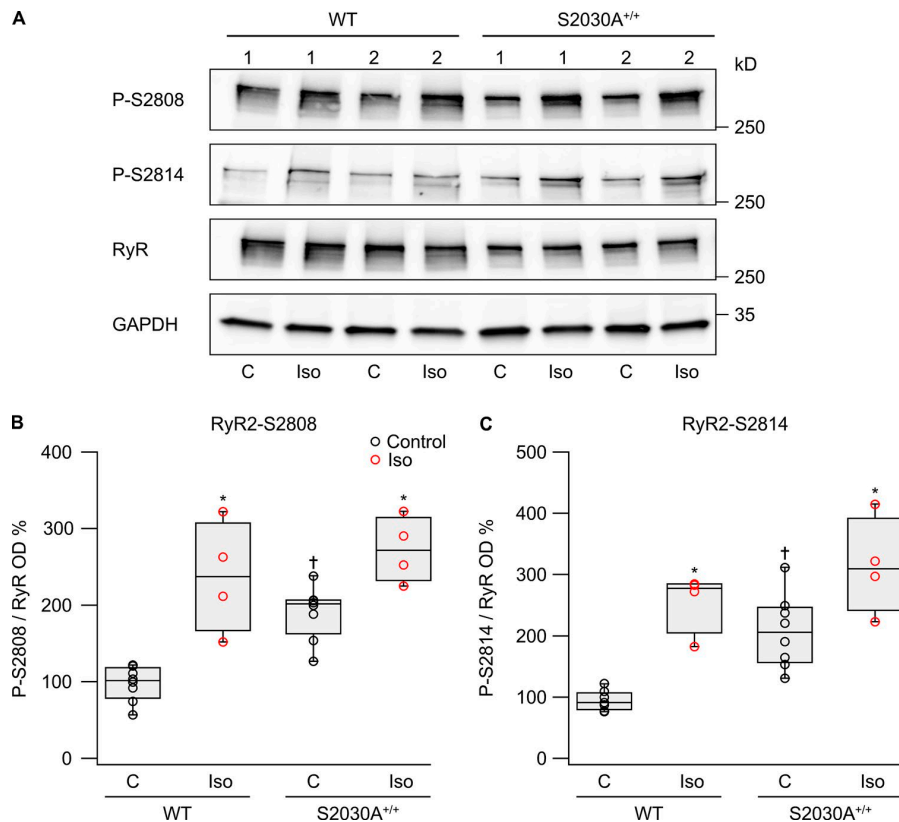 A
WT S2030A+/+
1 1 2 2 1 1 2 2 kD
P-S2808
250
P-S2814
250
RyR
250
GAPDH
35
C Iso C Iso C Iso C Iso
B
RyR2-S2808
Control
Iso
P-S2808 / RyR OD %
400
300
200
100
0
* † *
C Iso C Iso
WT S2030A+/+
C
RyR2-S2814
P-S2814 / RyR OD %
500
400
300
200
100
0
* † *
C Iso C Iso
WT S2030A+/+